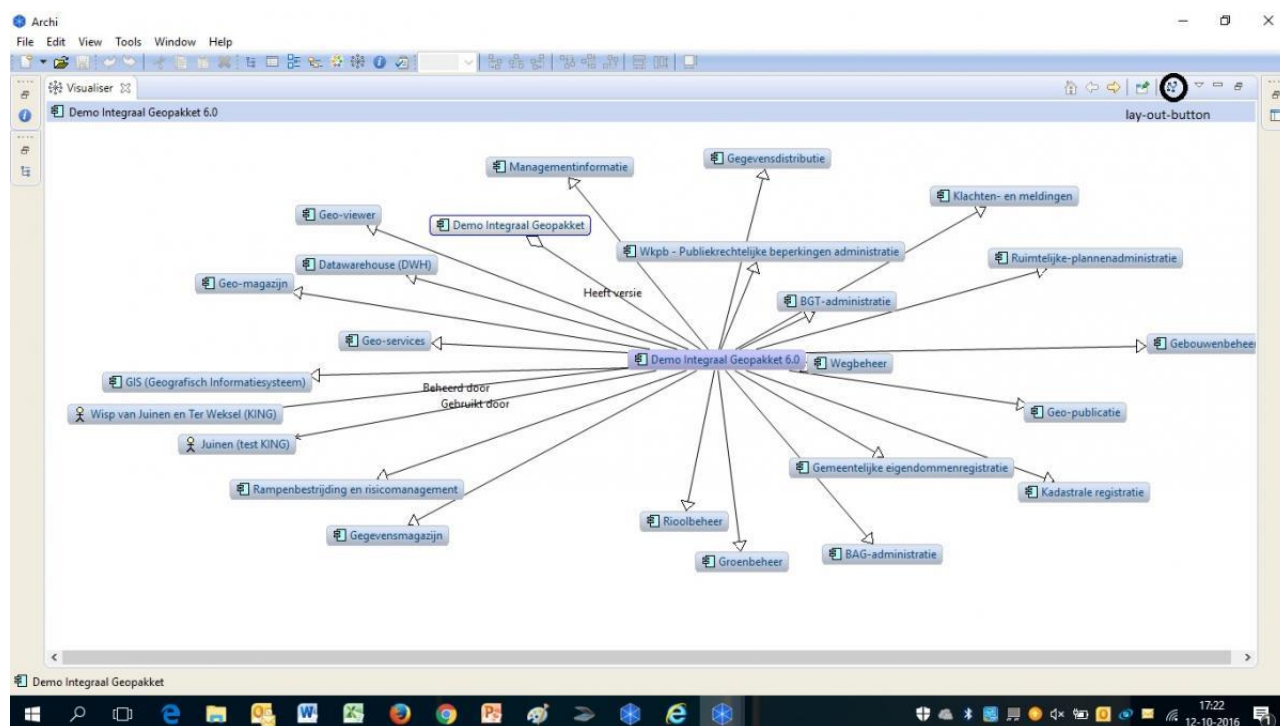 Archi
File Edit View Tools Window Help
Visualiser
Demo Integraal Geopakket 6.0
lay-out-button
Managementinformatie
Gegevensdistributie
Klachten- en meldingen
Geo-viewer
Demo Integraal Geopakket
Wkpb - Publiekrechtelijke beperkingen administratie
Ruimtelijke-plannenadministratie
Datawarehouse (DWH)
Geo-magazijn
Heeft versie
BGT-administratie
Geo-services
Gebouwenbeheer
Demo Integraal Geopakket 6.0
Wegbeheer
GIS (Geografisch Informatiesysteem)
Beheerd door
Gebruikt door
Wisp van Juinen en Ter Weksel (KING)
Geo-publicatie
Juinen (test KING)
Gemeentelijke eigendommenregistratie
Rampenbestrijding en risicomanagement
Kadastrale registratie
Rioolbeheer
Gegevensmagazijn
BAG-administratie
Groenbeheer
Demo Integraal Geopakket
17:22
12-10-2016